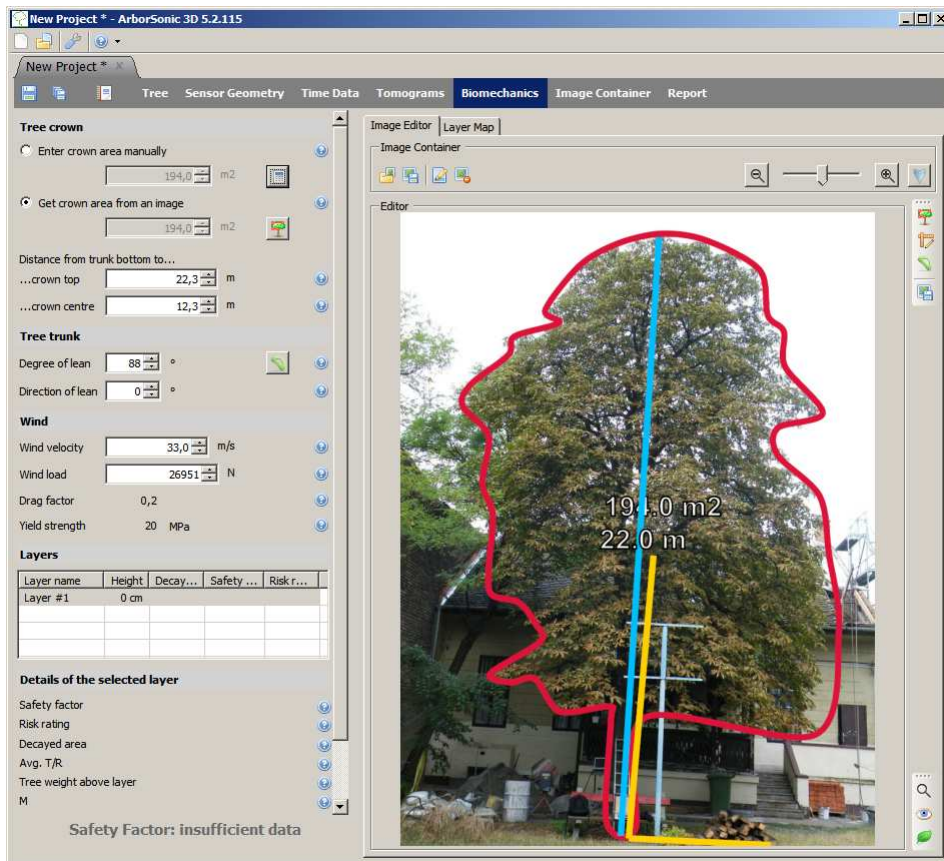 New Project * - ArborSonic 3D 5.2.115
New Project *
Tree Sensor Geometry Time Data Tomograms Biomechanics Image Container Report
Tree crown
Enter crown area manually
194,0 m2
Get crown area from an image
194,0 m2
Distance from trunk bottom to...
...crown top 22,3 m
...crown centre 12,3 m
Tree trunk
Degree of lean 88 °
Direction of lean 0 °
Wind
Wind velocity 33,0 m/s
Wind load 26951 N
Drag factor 0,2
Yield strength 20 MPa
Layers
Layer name Height Decay... Safety ... Risk r...
Layer #1 0 cm
Details of the selected layer
Safety factor
Risk rating
Decayed area
Avg. T/R
Tree weight above layer
M
Safety Factor: insufficient data
Image Editor Layer Map
Image Container
Editor
194.0 m2
22.0 m